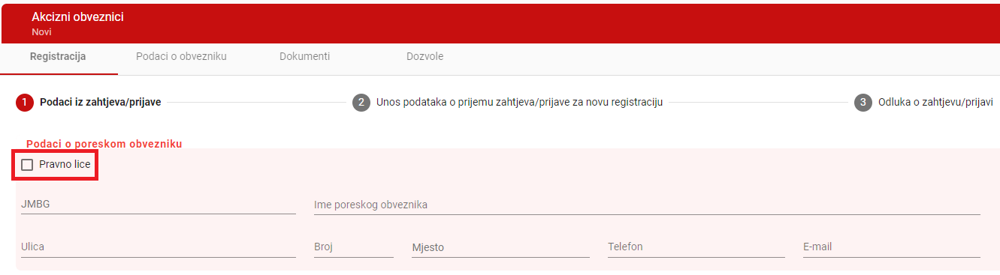 Akcizni obveznici
Novi
Registracija Podaci o obvezniku Dokumenti Dozvole
1 Podaci iz zahtjeva/prijave 2 Unos podataka o prijemu zahtjeva/prijave za novu registraciju 3 Odluka o zahtjevu/prijavi
Podaci o poreskom obvezniku
Pravno lice
JMBG Ime poreskog obveznika
Ulica Broj Mjesto Telefon E-mail